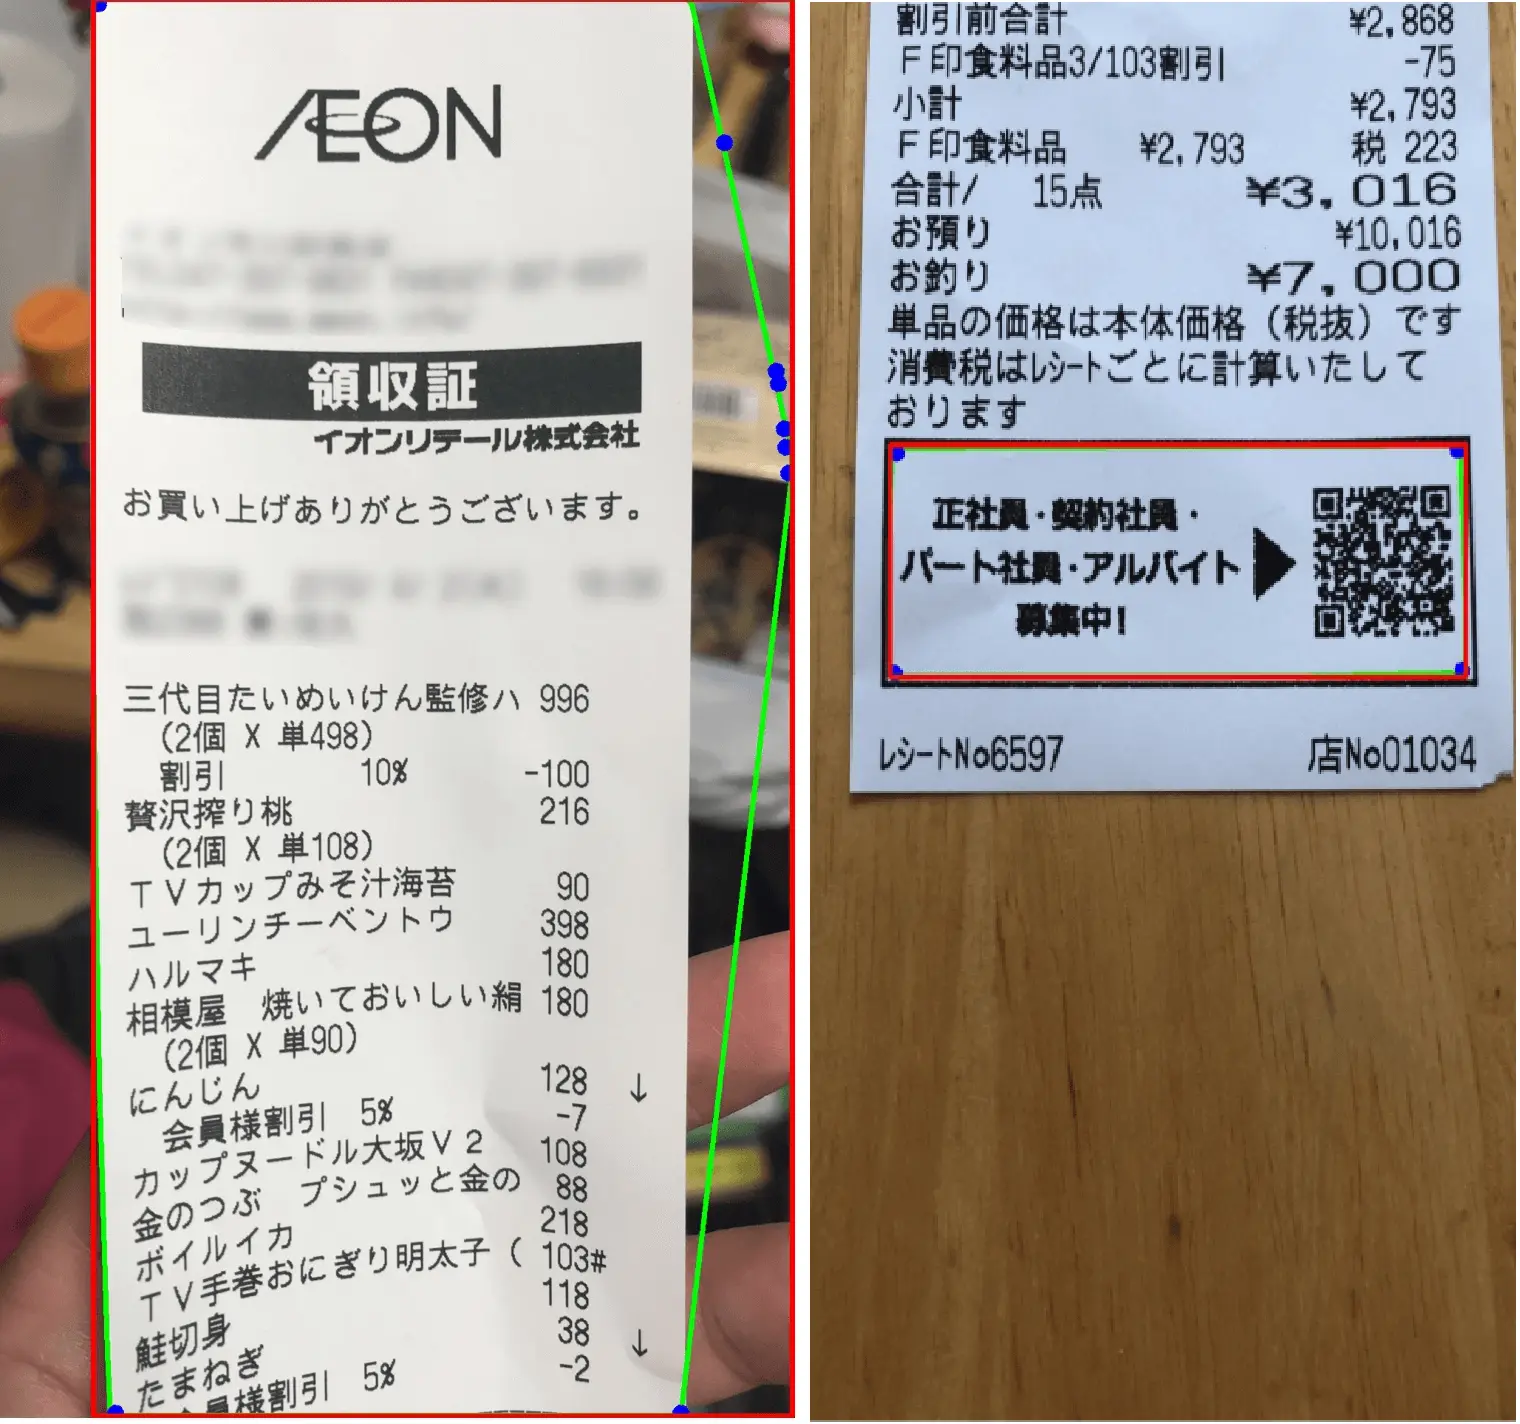 ÆON
領収証
イオンリテール株式会社
お買い上げありがとうございます。
三代目たいめいけん監修ハ 996
(2個 X 単498)
割引 10% -100
贅沢搾り桃 216
(2個 X 単108)
TVカップみそ汁海苔 90
ユーリンチーベントウ 398
ハルマキ 180
相模屋 焼いておいしい絹 180
(2個 X 単90)
にんじん 128 ↓
会員様割引 5% -7
カップヌードル大坂V2 108
金のつぶ プシュッと金の 88
ボイルイカ 218
TV手巻おにぎり明太子( 103#
鮭切身 118
たまねぎ 38 ↓
会員様割引 5% -2
割引前合計 ¥2,868
F印食料品3/103割引 -75
小計 ¥2,793
F印食料品 ¥2,793 税 223
合計/ 15点 ¥3,016
お預り ¥10,016
お釣り ¥7,000
単品の価格は本体価格(税抜)です
消費税はレシートごとに計算いたして
おります
正社員・契約社員・
パート社員・アルバイト
募集中!
レシートNo6597 店No01034